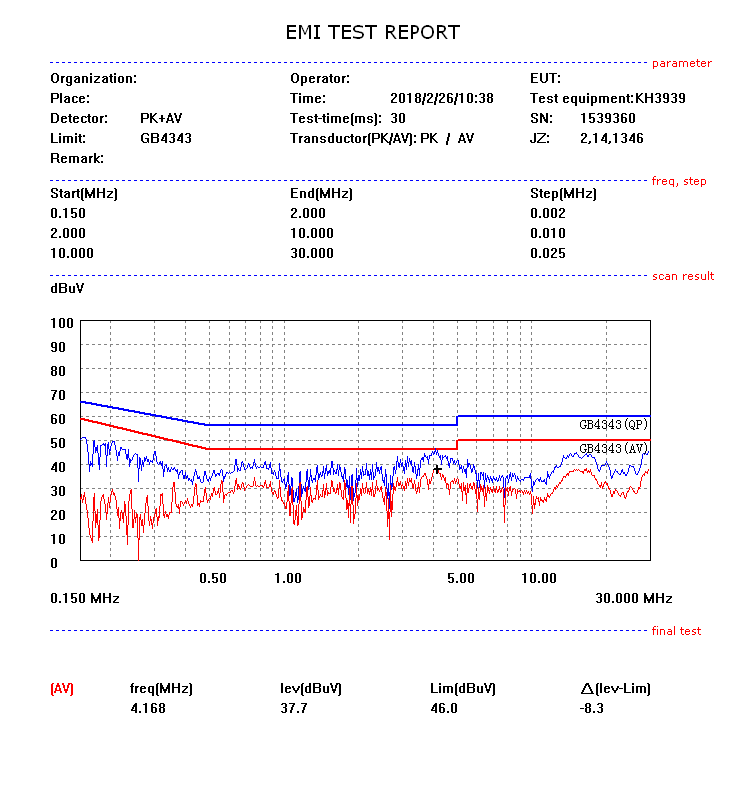 EMI TEST REPORT
parameter
Organization: Operator: EUT:
Place: Time: 2018/2/26/10:38 Test equipment:KH3939
Detector: PK+AV Test-time(ms): 30 SN: 1539360
Limit: GB4343 Transductor(PK/AV): PK / AV JZ: 2,14,1346
Remark:
freq, step
Start(MHz) End(MHz) Step(MHz)
0.150 2.000 0.002
2.000 10.000 0.010
10.000 30.000 0.025
scan result
dBuV
100
90
80
70
60
GB4343(QP)
50
GB4343(AV)
40
30
20
10
0
0.50 1.00 5.00 10.00
0.150 MHz 30.000 MHz
final test
(AV) freq(MHz) lev(dBuV) Lim(dBuV) Δ(lev-Lim)
4.168 37.7 46.0 -8.3